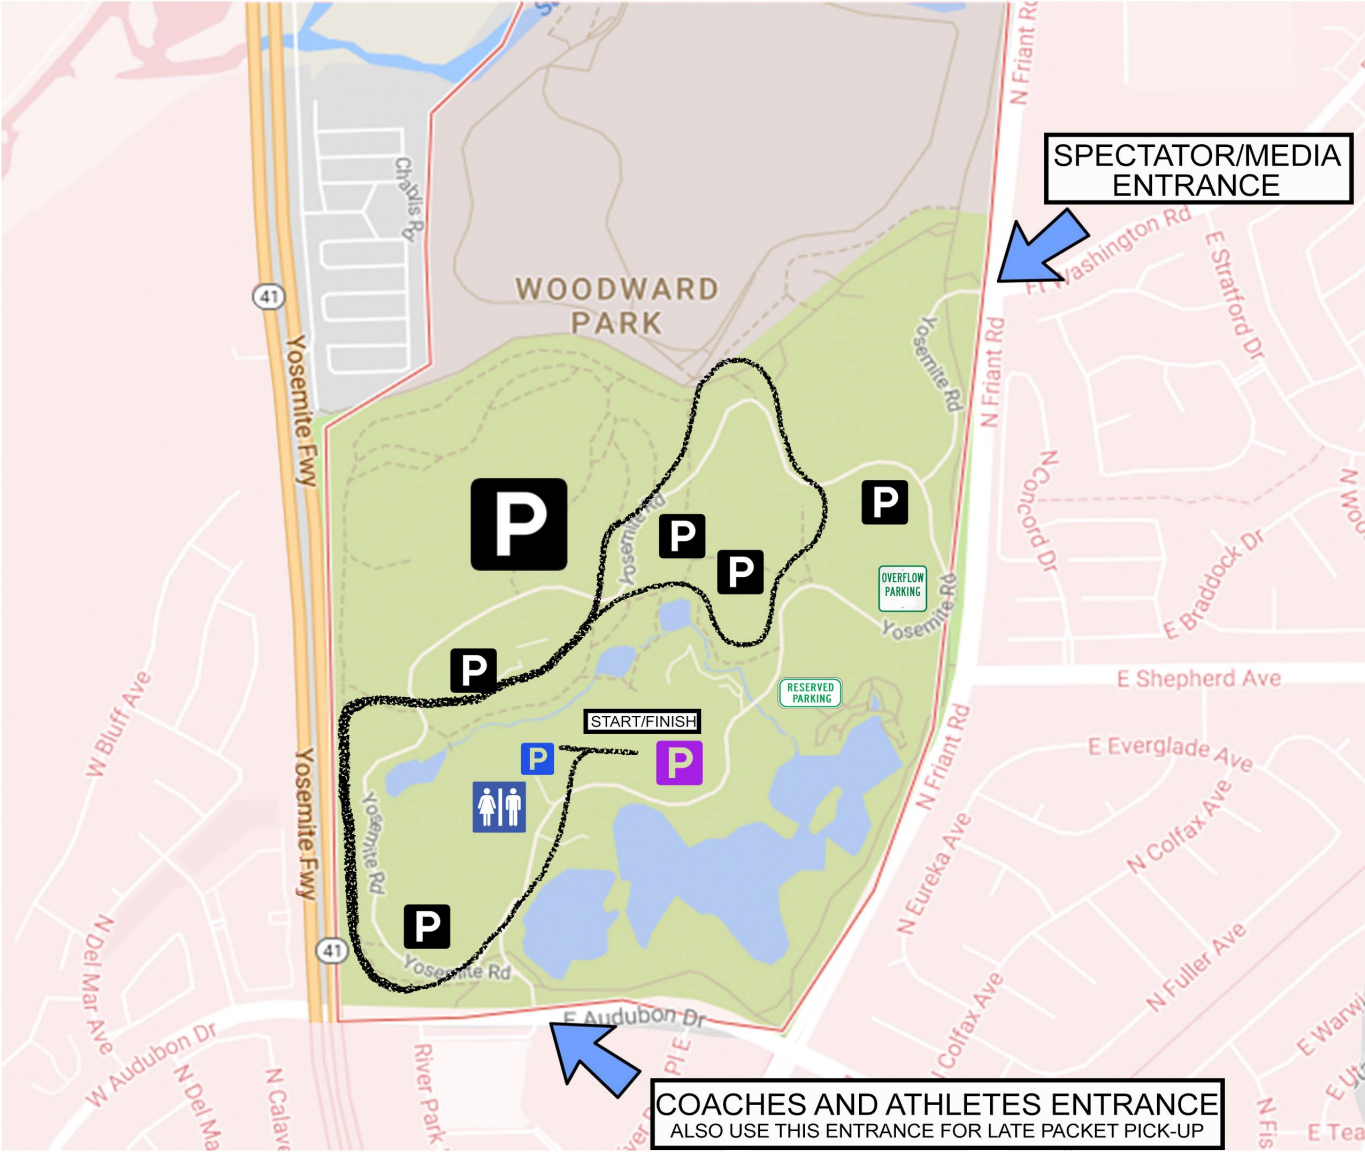 N Friant Rd
SPECTATOR/MEDIA
ENTRANCE
Chablis Ry
Ft Washington Rd
E Stratford Dr
41
WOODWARD
PARK
Yosemite Rd
N Friant Rd
Yosemite Fwy
N Concord Dr
P
P
P
P
Yosemite Rd
OVERFLOW
PARKING
Yosemite Rd
E Braddock Dr
P
E Shepherd Ave
RESERVED
PARKING
W Bluff Ave
START/FINISH
N Friant Rd
E Everglade Ave
P
P
Yosemite Fwy
Yosemite Rd
N Colfax Ave
N Eureka Ave
P
N Del Mar Ave
41
Yosemite Rd
N Fuller Ave
E Audubon Dr
W Audubon Dr
N Colfax Ave
River Park
COACHES AND ATHLETES ENTRANCE
ALSO USE THIS ENTRANCE FOR LATE PACKET PICK-UP